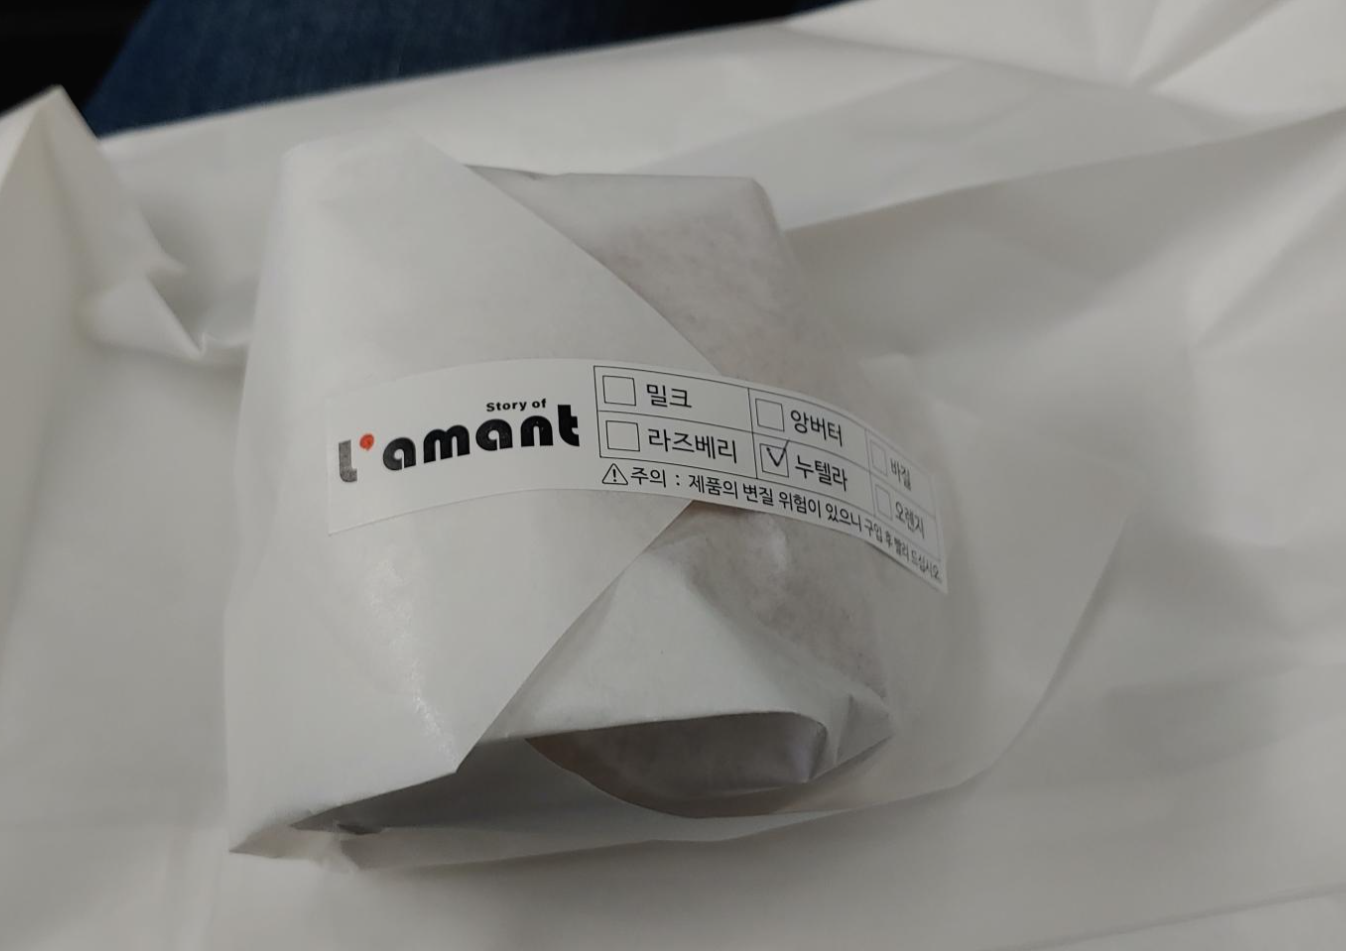 Story of
L'amant
밀크
앙버터
바질
라즈베리
누텔라
오렌지
⚠주의 : 제품의 변질 위험이 있으니 구입 후 빨리 드십시오.